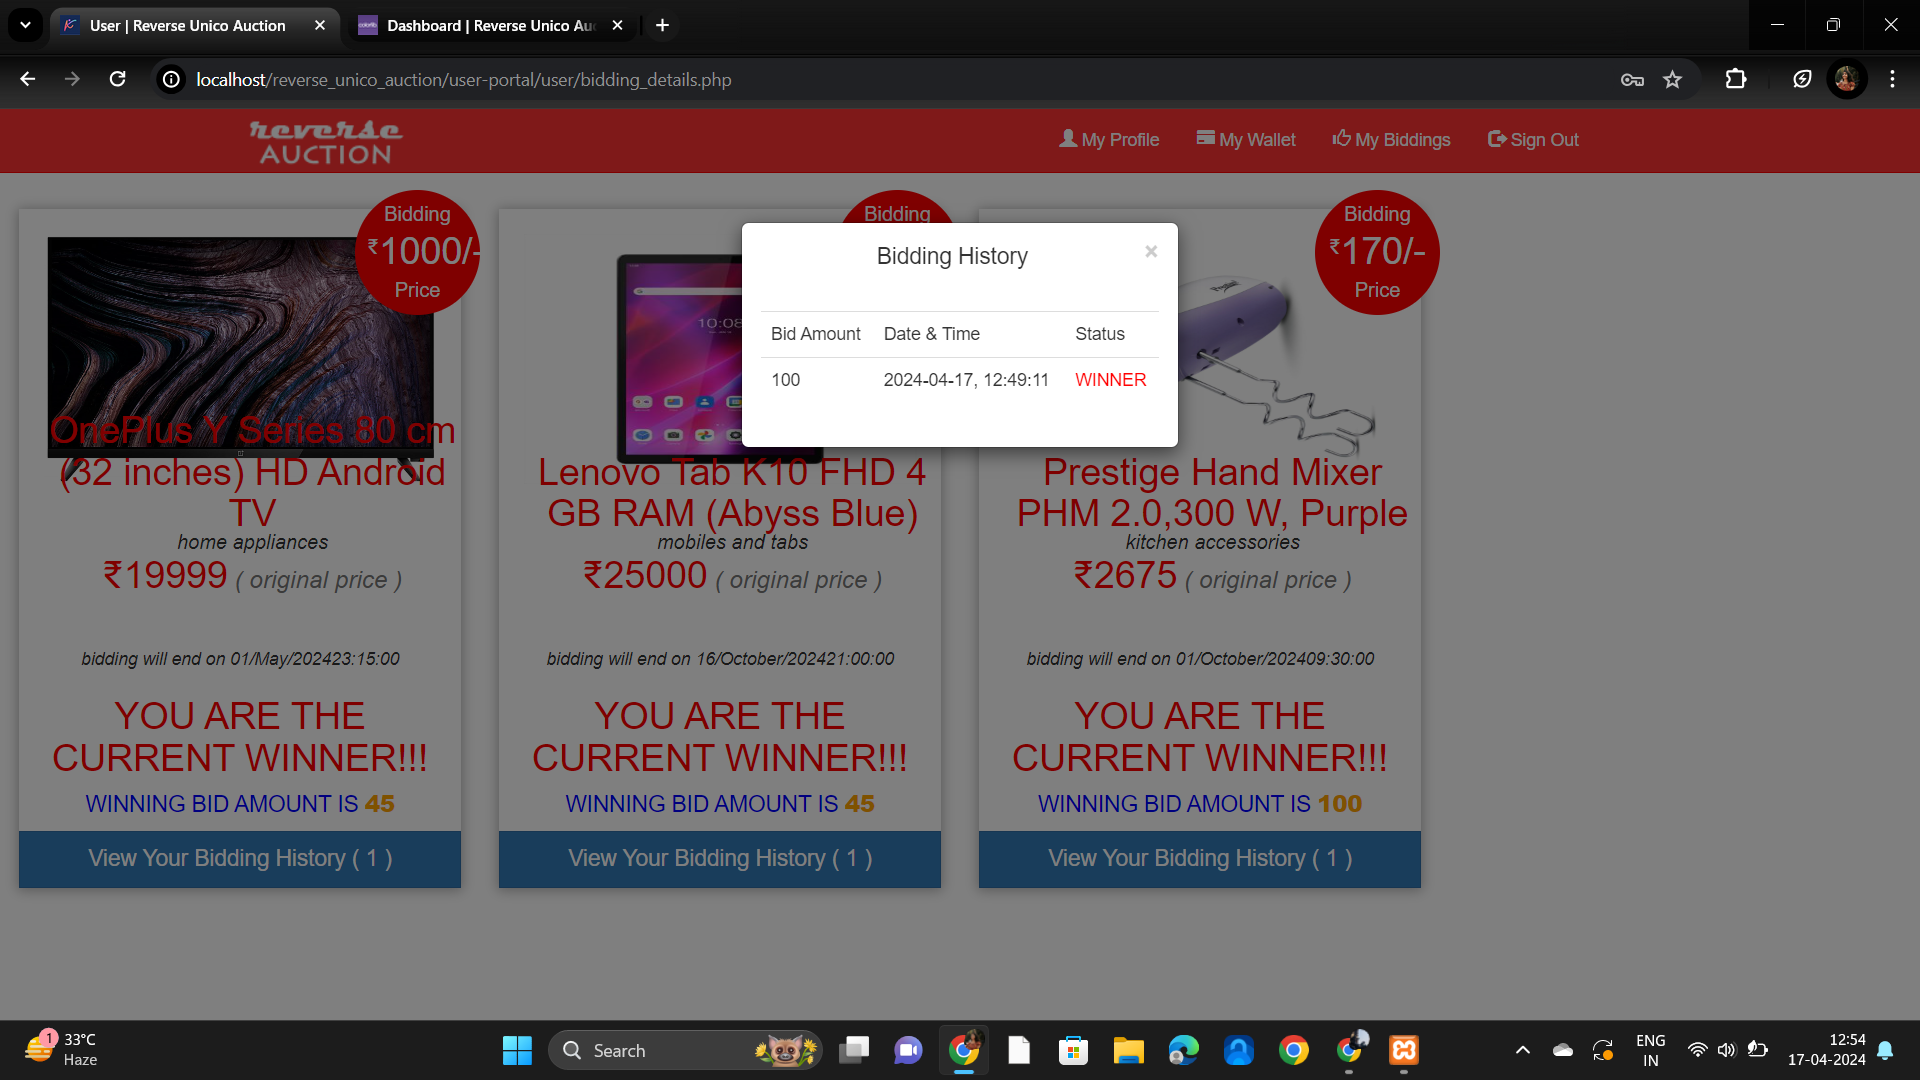 User | Reverse Unico Auction
Dashboard | Reverse Unico Au
localhost/reverse_unico_auction/user-portal/user/bidding_details.php
reverse
AUCTION
My Profile
My Wallet
My Biddings
Sign Out
Bidding
₹1000/-
Price
OnePlus Y Series 80 cm
(32 inches) HD Android
TV
home appliances
₹19999 ( original price )
bidding will end on 01/May/202423:15:00
YOU ARE THE
CURRENT WINNER!!!
WINNING BID AMOUNT IS 45
View Your Bidding History ( 1 )
Bidding
10:08
Lenovo Tab K10 FHD 4
GB RAM (Abyss Blue)
mobiles and tabs
₹25000 ( original price )
bidding will end on 16/October/202421:00:00
YOU ARE THE
CURRENT WINNER!!!
WINNING BID AMOUNT IS 45
View Your Bidding History ( 1 )
Bidding History
×
Bid Amount Date & Time Status
100 2024-04-17, 12:49:11 WINNER
Bidding
₹170/-
Price
Prestige Hand Mixer
PHM 2.0,300 W, Purple
kitchen accessories
₹2675 ( original price )
bidding will end on 01/October/202409:30:00
YOU ARE THE
CURRENT WINNER!!!
WINNING BID AMOUNT IS 100
View Your Bidding History ( 1 )
1
33°C
Haze
Search
ENG
IN
12:54
17-04-2024